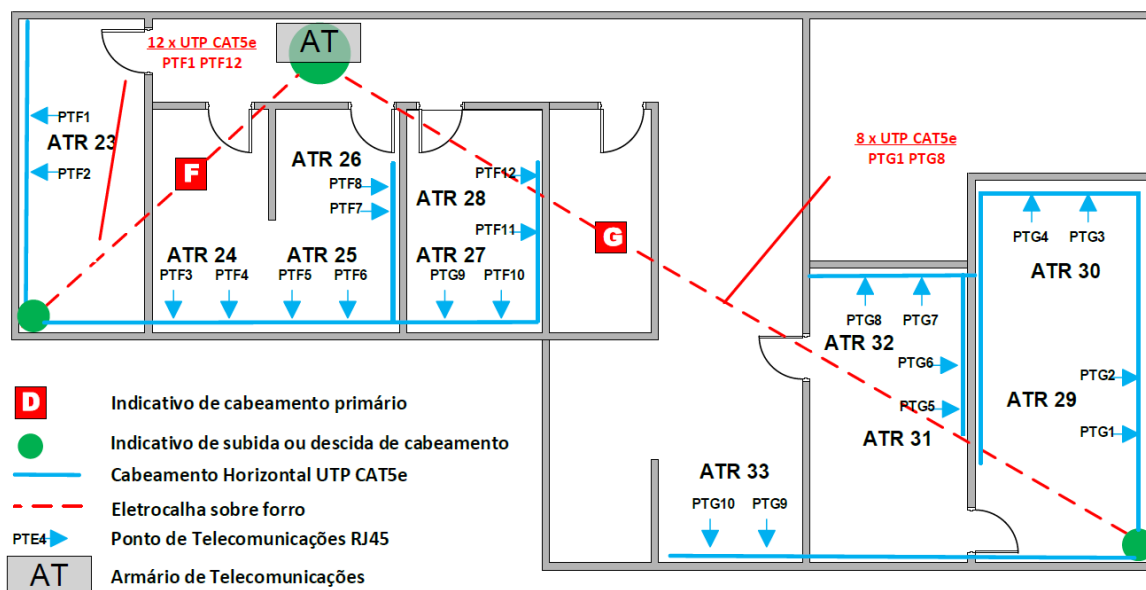 AT
12 x UTP CAT5e
PTF1 PTF12
PTF1
ATR 23
PTF2
F
ATR 26
PTF8
PTF7
PTF12
ATR 28
PTF11
G
8 x UTP CAT5e
PTG1 PTG8
ATR 24
PTF3 PTF4
ATR 25
PTF5 PTF6
ATR 27
PTG9 PTF10
PTG4 PTG3
ATR 30
PTG8 PTG7
ATR 32
PTG6
PTG5
ATR 31
PTG2
ATR 29
PTG1
ATR 33
PTG10 PTG9
D Indicativo de cabeamento primário
Indicativo de subida ou descida de cabeamento
Cabeamento Horizontal UTP CAT5e
Eletrocalha sobre forro
PTE4 Ponto de Telecomunicações RJ45
AT Armário de Telecomunicações